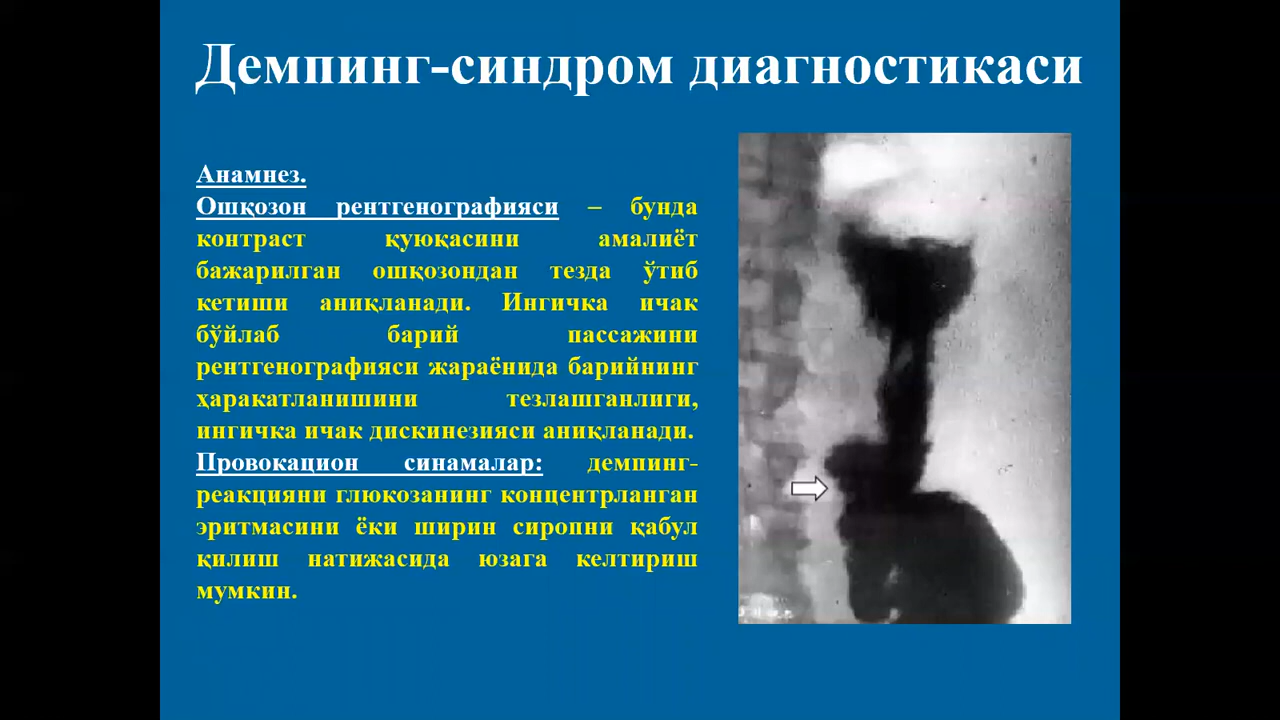 Демпинг-синдром диагностикаси
Анамнез.
Ошқозон рентгенографияси – бунда
контраст қуюқасини амалиёт
бажарилган ошқозондан тезда ўтиб
кетиши аниқланади. Ингичка ичак
бўйлаб барий пассажини
рентгенографияси жараёнида барийнинг
ҳаракатланишини тезлашганлиги,
ингичка ичак дискинезияси аниқланади.
Провокацион синамалар: демпинг-
реакцияни глюкозанинг концентрланган
эритмасини ёки ширин сиропни қабул
қилиш натижасида юзага келтириш
мумкин.